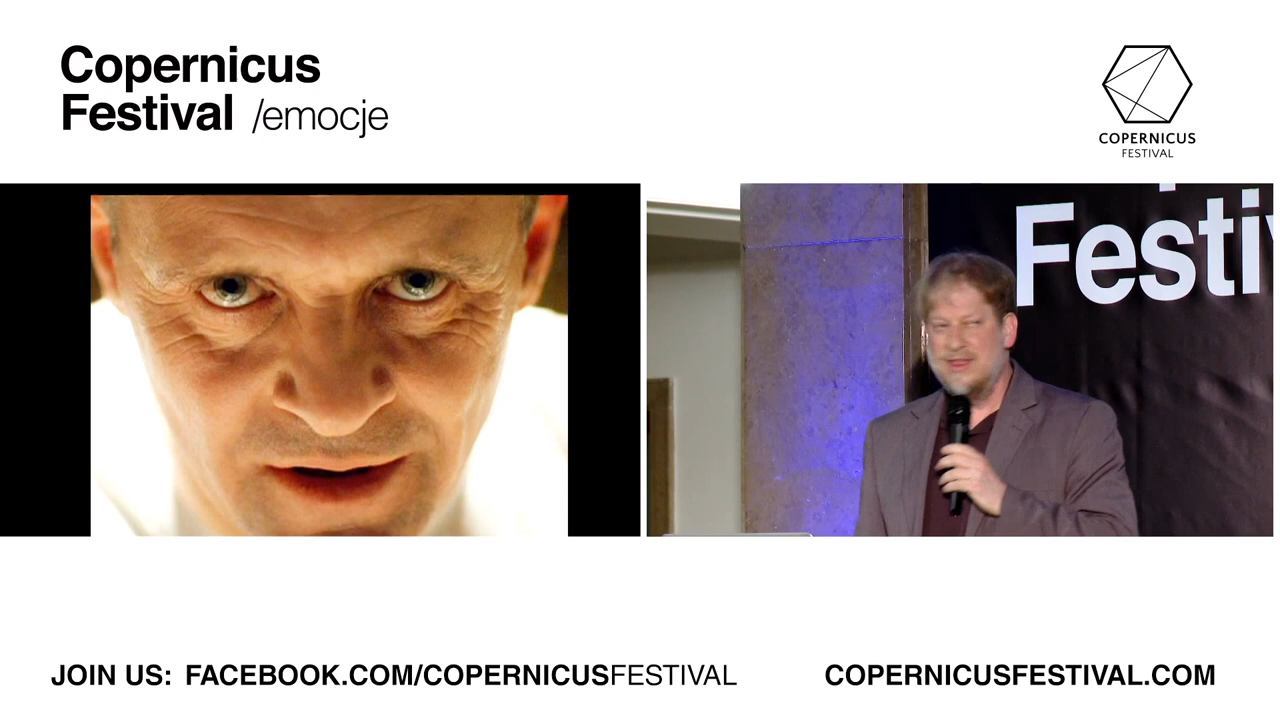 Copernicus
Festival /emocje
COPERNICUS
FESTIVAL
Festi
JOIN US: FACEBOOK.COM/COPERNICUSFESTIVAL
COPERNICUSFESTIVAL.COM